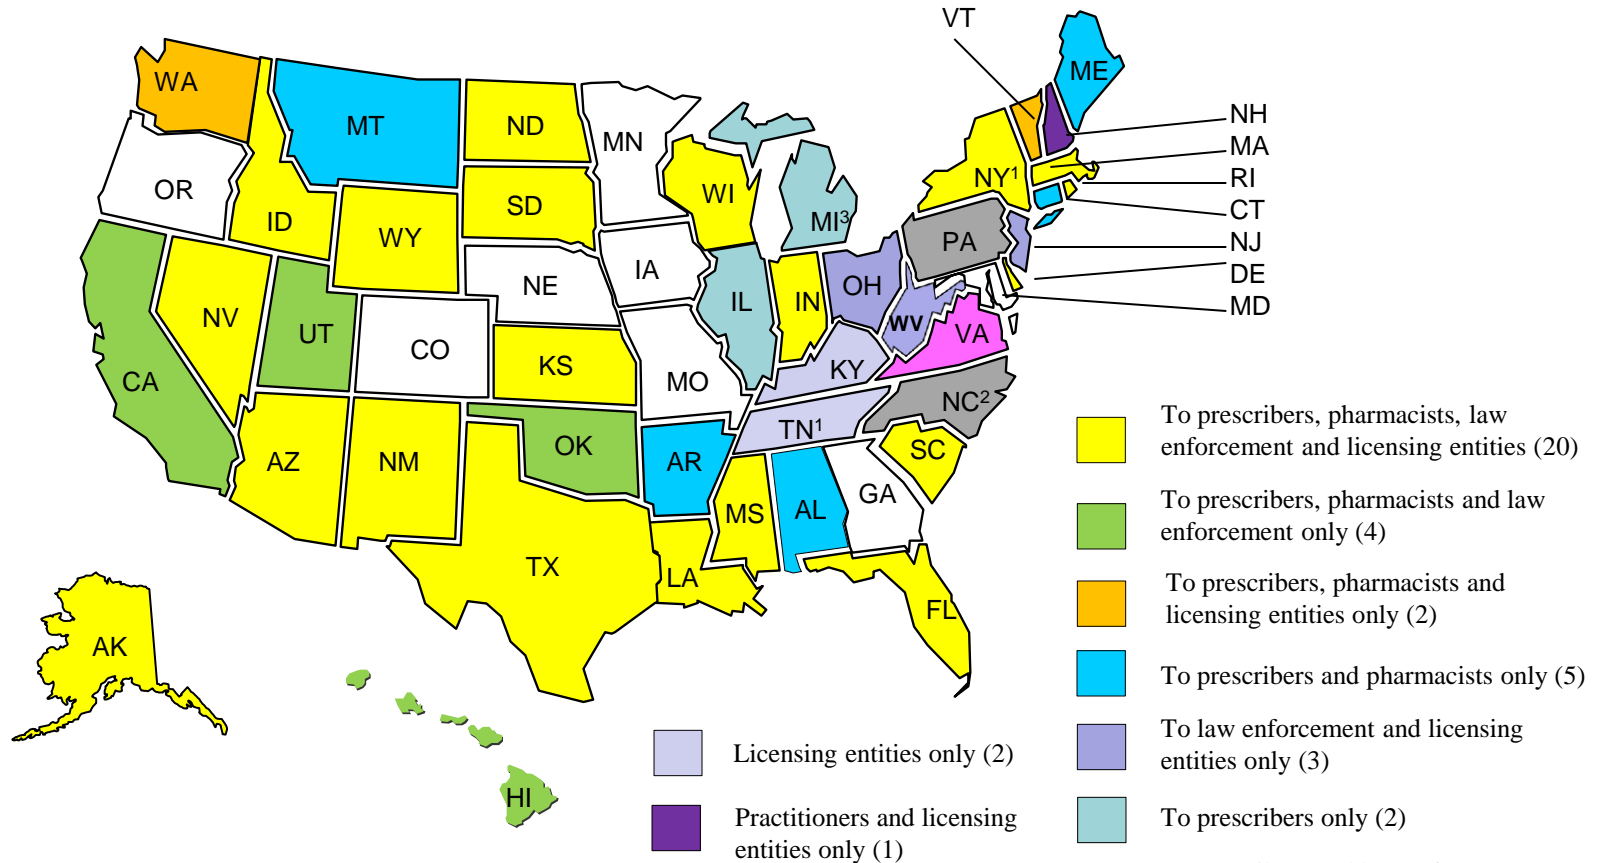 VT
ME
WA
MT
ND
MN
NH
MA
RI
CT
NJ
DE
MD
OR
ID
WY
SD
WI
MI³
NY¹
PA
NV
UT
CO
NE
IA
IL
IN
OH
WV
VA
CA
KS
MO
KY
NC²
TN¹
AZ
NM
OK
AR
SC
MS
AL
GA
TX
LA
FL
AK
HI
To prescribers, pharmacists, law
enforcement and licensing entities (20)
To prescribers, pharmacists and law
enforcement only (4)
To prescribers, pharmacists and
licensing entities only (2)
To prescribers and pharmacists only (5)
To law enforcement and licensing
entities only (3)
To prescribers only (2)
Licensing entities only (2)
Practitioners and licensing
entities only (1)